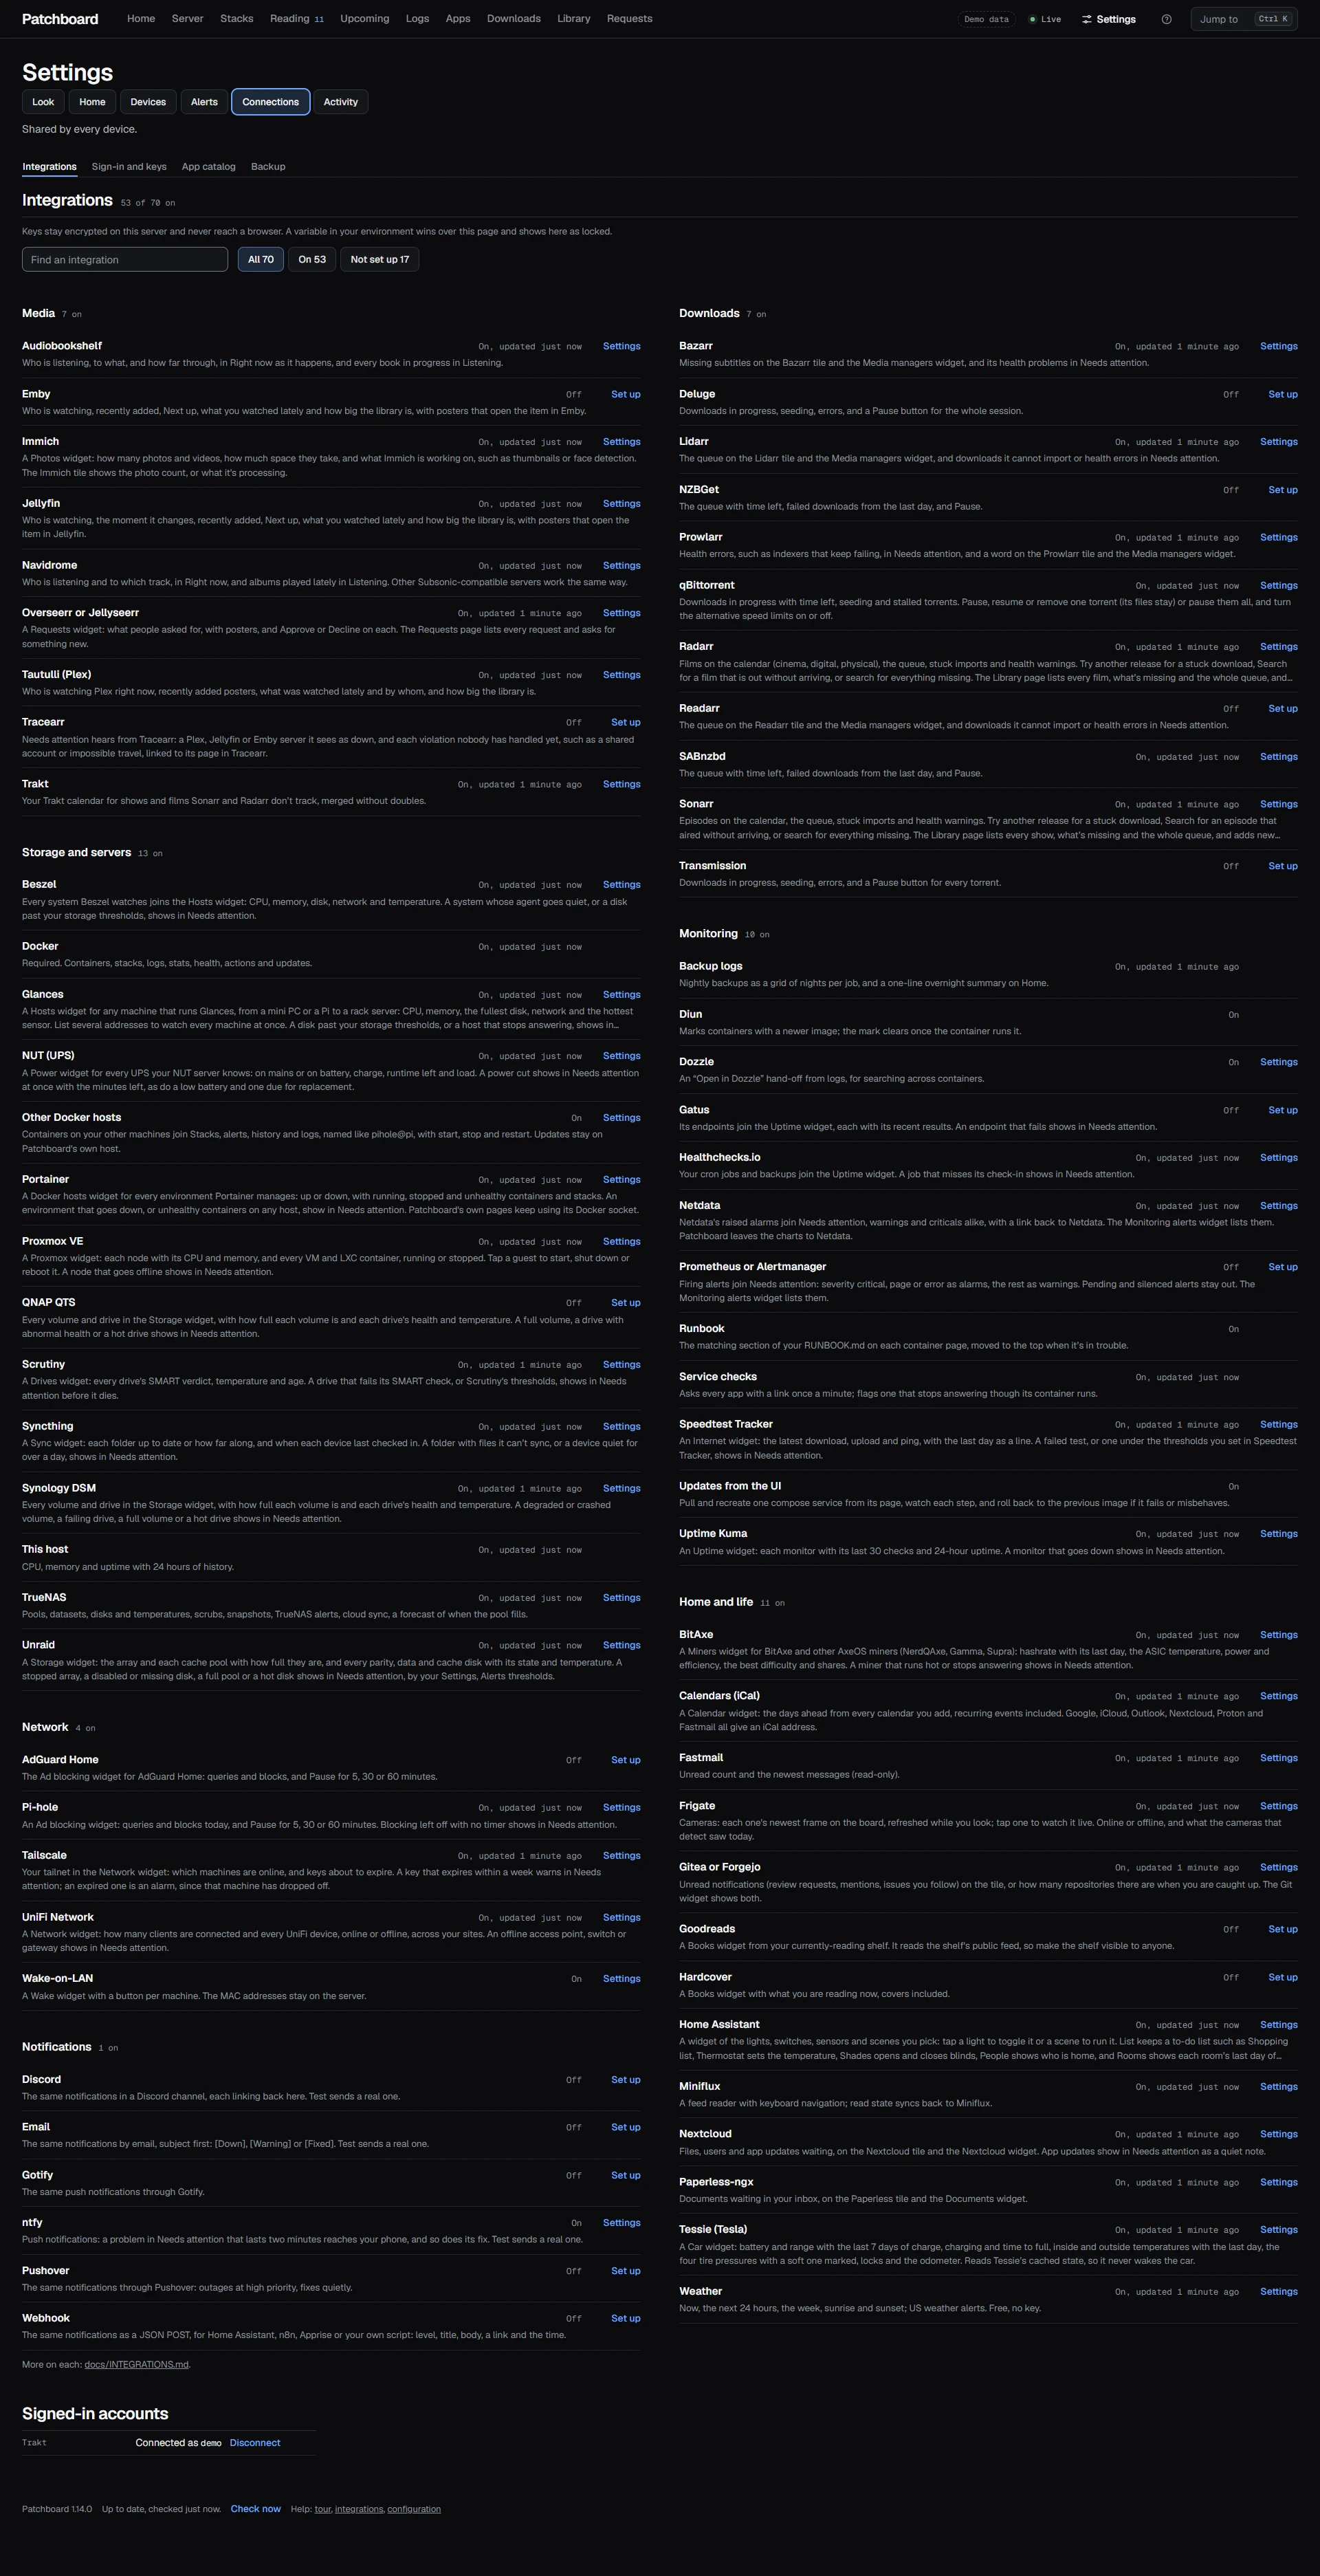 Patchboard Home Server Stacks Reading 11 Upcoming Logs Apps Downloads Library Requests Demo data Live Settings Jump to Ctrl K
Settings
Look Home Devices Alerts Connections Activity
Shared by every device.
Integrations Sign-in and keys App catalog Backup
Integrations 53 of 70 on
Keys stay encrypted on this server and never reach a browser. A variable in your environment wins over this page and shows here as locked.
Find an integration All 70 On 53 Not set up 17
Media 7 on
Audiobookshelf On, updated just now Settings
Who is listening, to what, and how far through, in Right now as it happens, and every book in progress in Listening.
Emby Off Set up
Who is watching, recently added, Next up, what you watched lately and how big the library is, with posters that open the item in Emby.
Immich On, updated just now Settings
A Photos widget: how many photos and videos, how much space they take, and what Immich is working on, such as thumbnails or face detection.
The Immich tile shows the photo count, or what it's processing.
Jellyfin On, updated just now Settings
Who is watching, the moment it changes, recently added, Next up, what you watched lately and how big the library is, with posters that open the
item in Jellyfin.
Navidrome On, updated just now Settings
Who is listening and to which track, in Right now, and albums played lately in Listening. Other Subsonic-compatible servers work the same way.
Overseerr or Jellyseerr On, updated 1 minute ago Settings
A Requests widget: what people asked for, with posters, and Approve or Decline on each. The Requests page lists every request and asks for
something new.
Tautulli (Plex) On, updated just now Settings
Who is watching Plex right now, recently added posters, what was watched lately and by whom, and how big the library is.
Tracearr Off Set up
Needs attention hears from Tracearr: a Plex, Jellyfin or Emby server it sees as down, and each violation nobody has handled yet, such as a shared
account or impossible travel, linked to its page in Tracearr.
Trakt On, updated 1 minute ago Settings
Your Trakt calendar for shows and films Sonarr and Radarr don't track, merged without doubles.
Storage and servers 13 on
Beszel On, updated just now Settings
Every system Beszel watches joins the Hosts widget: CPU, memory, disk, network and temperature. A system whose agent goes quiet, or a disk
past your storage thresholds, shows in Needs attention.
Docker On, updated just now
Required. Containers, stacks, logs, stats, health, actions and updates.
Glances On, updated just now Settings
A Hosts widget for any machine that runs Glances, from a mini PC or a Pi to a rack server: CPU, memory, the fullest disk, network and the hottest
sensor. List several addresses to watch every machine at once. A disk past your storage thresholds, or a host that stops answering, shows in…
NUT (UPS) On, updated just now Settings
A Power widget for every UPS your NUT server knows: on mains or on battery, charge, runtime left and load. A power cut shows in Needs attention
at once with the minutes left, as do a low battery and one due for replacement.
Other Docker hosts On Settings
Containers on your other machines join Stacks, alerts, history and logs, named like pihole@pi, with start, stop and restart. Updates stay on
Patchboard's own host.
Portainer On, updated just now Settings
A Docker hosts widget for every environment Portainer manages: up or down, with running, stopped and unhealthy containers and stacks. An
environment that goes down, or unhealthy containers on any host, show in Needs attention. Patchboard's own pages keep using its Docker socket.
Proxmox VE On, updated just now Settings
A Proxmox widget: each node with its CPU and memory, and every VM and LXC container, running or stopped. Tap a guest to start, shut down or
reboot it. A node that goes offline shows in Needs attention.
QNAP QTS Off Set up
Every volume and drive in the Storage widget, with how full each volume is and each drive's health and temperature. A full volume, a drive with
abnormal health or a hot drive shows in Needs attention.
Scrutiny On, updated 1 minute ago Settings
A Drives widget: every drive's SMART verdict, temperature and age. A drive that fails its SMART check, or Scrutiny's thresholds, shows in Needs
attention before it dies.
Syncthing On, updated just now Settings
A Sync widget: each folder up to date or how far along, and when each device last checked in. A folder with files it can't sync, or a device quiet for
over a day, shows in Needs attention.
Synology DSM On, updated 1 minute ago Settings
Every volume and drive in the Storage widget, with how full each volume is and each drive's health and temperature. A degraded or crashed
volume, a failing drive, a full volume or a hot drive shows in Needs attention.
This host On, updated just now
CPU, memory and uptime with 24 hours of history.
TrueNAS On, updated just now Settings
Pools, datasets, disks and temperatures, scrubs, snapshots, TrueNAS alerts, cloud sync, a forecast of when the pool fills.
Unraid On, updated just now Settings
A Storage widget: the array and each cache pool with how full they are, and every parity, data and cache disk with its state and temperature. A
stopped array, a disabled or missing disk, a full pool or a hot disk shows in Needs attention, by your Settings, Alerts thresholds.
Network 4 on
AdGuard Home Off Set up
The Ad blocking widget for AdGuard Home: queries and blocks, and Pause for 5, 30 or 60 minutes.
Pi-hole On, updated just now Settings
An Ad blocking widget: queries and blocks today, and Pause for 5, 30 or 60 minutes. Blocking left off with no timer shows in Needs attention.
Tailscale On, updated 1 minute ago Settings
Your tailnet in the Network widget: which machines are online, and keys about to expire. A key that expires within a week warns in Needs
attention; an expired one is an alarm, since that machine has dropped off.
UniFi Network On, updated just now Settings
A Network widget: how many clients are connected and every UniFi device, online or offline, across your sites. An offline access point, switch or
gateway shows in Needs attention.
Wake-on-LAN On Settings
A Wake widget with a button per machine. The MAC addresses stay on the server.
Notifications 1 on
Discord Off Set up
The same notifications in a Discord channel, each linking back here. Test sends a real one.
Email Off Set up
The same notifications by email, subject first: [Down], [Warning] or [Fixed]. Test sends a real one.
Gotify Off Set up
The same push notifications through Gotify.
ntfy On Settings
Push notifications: a problem in Needs attention that lasts two minutes reaches your phone, and so does its fix. Test sends a real one.
Pushover Off Set up
The same notifications through Pushover: outages at high priority, fixes quietly.
Webhook Off Set up
The same notifications as a JSON POST, for Home Assistant, n8n, Apprise or your own script: level, title, body, a link and the time.
More on each: docs/INTEGRATIONS.md.
Downloads 7 on
Bazarr On, updated 1 minute ago Settings
Missing subtitles on the Bazarr tile and the Media managers widget, and its health problems in Needs attention.
Deluge Off Set up
Downloads in progress, seeding, errors, and a Pause button for the whole session.
Lidarr On, updated 1 minute ago Settings
The queue on the Lidarr tile and the Media managers widget, and downloads it cannot import or health errors in Needs attention.
NZBGet Off Set up
The queue with time left, failed downloads from the last day, and Pause.
Prowlarr On, updated 1 minute ago Settings
Health errors, such as indexers that keep failing, in Needs attention, and a word on the Prowlarr tile and the Media managers widget.
qBittorrent On, updated just now Settings
Downloads in progress with time left, seeding and stalled torrents. Pause, resume or remove one torrent (its files stay) or pause them all, and turn
the alternative speed limits on or off.
Radarr On, updated 1 minute ago Settings
Films on the calendar (cinema, digital, physical), the queue, stuck imports and health warnings. Try another release for a stuck download, Search
for a film that is out without arriving, or search for everything missing. The Library page lists every film, what's missing and the whole queue, and…
Readarr Off Set up
The queue on the Readarr tile and the Media managers widget, and downloads it cannot import or health errors in Needs attention.
SABnzbd On, updated just now Settings
The queue with time left, failed downloads from the last day, and Pause.
Sonarr On, updated 1 minute ago Settings
Episodes on the calendar, the queue, stuck imports and health warnings. Try another release for a stuck download, Search for an episode that
aired without arriving, or search for everything missing. The Library page lists every show, what's missing and the whole queue, and adds new…
Transmission Off Set up
Downloads in progress, seeding, errors, and a Pause button for every torrent.
Monitoring 10 on
Backup logs On, updated 1 minute ago
Nightly backups as a grid of nights per job, and a one-line overnight summary on Home.
Diun On
Marks containers with a newer image; the mark clears once the container runs it.
Dozzle On Settings
An “Open in Dozzle” hand-off from logs, for searching across containers.
Gatus Off Set up
Its endpoints join the Uptime widget, each with its recent results. An endpoint that fails shows in Needs attention.
Healthchecks.io On, updated just now Settings
Your cron jobs and backups join the Uptime widget. A job that misses its check-in shows in Needs attention.
Netdata On, updated just now Settings
Netdata's raised alarms join Needs attention, warnings and criticals alike, with a link back to Netdata. The Monitoring alerts widget lists them.
Patchboard leaves the charts to Netdata.
Prometheus or Alertmanager Off Set up
Firing alerts join Needs attention: severity critical, page or error as alarms, the rest as warnings. Pending and silenced alerts stay out. The
Monitoring alerts widget lists them.
Runbook On
The matching section of your RUNBOOK.md on each container page, moved to the top when it's in trouble.
Service checks On, updated just now
Asks every app with a link once a minute; flags one that stops answering though its container runs.
Speedtest Tracker On, updated 1 minute ago Settings
An Internet widget: the latest download, upload and ping, with the last day as a line. A failed test, or one under the thresholds you set in Speedtest
Tracker, shows in Needs attention.
Updates from the UI On
Pull and recreate one compose service from its page, watch each step, and roll back to the previous image if it fails or misbehaves.
Uptime Kuma On, updated just now Settings
An Uptime widget: each monitor with its last 30 checks and 24-hour uptime. A monitor that goes down shows in Needs attention.
Home and life 11 on
BitAxe On, updated just now Settings
A Miners widget for BitAxe and other AxeOS miners (NerdQAxe, Gamma, Supra): hashrate with its last day, the ASIC temperature, power and
efficiency, the best difficulty and shares. A miner that runs hot or stops answering shows in Needs attention.
Calendars (iCal) On, updated 1 minute ago Settings
A Calendar widget: the days ahead from every calendar you add, recurring events included. Google, iCloud, Outlook, Nextcloud, Proton and
Fastmail all give an iCal address.
Fastmail On, updated 1 minute ago Settings
Unread count and the newest messages (read-only).
Frigate On, updated just now Settings
Cameras: each one's newest frame on the board, refreshed while you look; tap one to watch it live. Online or offline, and what the cameras that
detect saw today.
Gitea or Forgejo On, updated 1 minute ago Settings
Unread notifications (review requests, mentions, issues you follow) on the tile, or how many repositories there are when you are caught up. The Git
widget shows both.
Goodreads Off Set up
A Books widget from your currently-reading shelf. It reads the shelf's public feed, so make the shelf visible to anyone.
Hardcover Off Set up
A Books widget with what you are reading now, covers included.
Home Assistant On, updated just now Settings
A widget of the lights, switches, sensors and scenes you pick: tap a light to toggle it or a scene to run it. List keeps a to-do list such as Shopping
list, Thermostat sets the temperature, Shades opens and closes blinds, People shows who is home, and Rooms shows each room's last day of…
Miniflux On, updated just now Settings
A feed reader with keyboard navigation; read state syncs back to Miniflux.
Nextcloud On, updated 1 minute ago Settings
Files, users and app updates waiting, on the Nextcloud tile and the Nextcloud widget. App updates show in Needs attention as a quiet note.
Paperless-ngx On, updated 1 minute ago Settings
Documents waiting in your inbox, on the Paperless tile and the Documents widget.
Tessie (Tesla) On, updated 1 minute ago Settings
A Car widget: battery and range with the last 7 days of charge, charging and time to full, inside and outside temperatures with the last day, the
four tire pressures with a soft one marked, locks and the odometer. Reads Tessie's cached state, so it never wakes the car.
Weather On, updated 1 minute ago Settings
Now, the next 24 hours, the week, sunrise and sunset; US weather alerts. Free, no key.
Signed-in accounts
Trakt Connected as demo Disconnect
Patchboard 1.14.0 Up to date, checked just now. Check now Help: tour, integrations, configuration